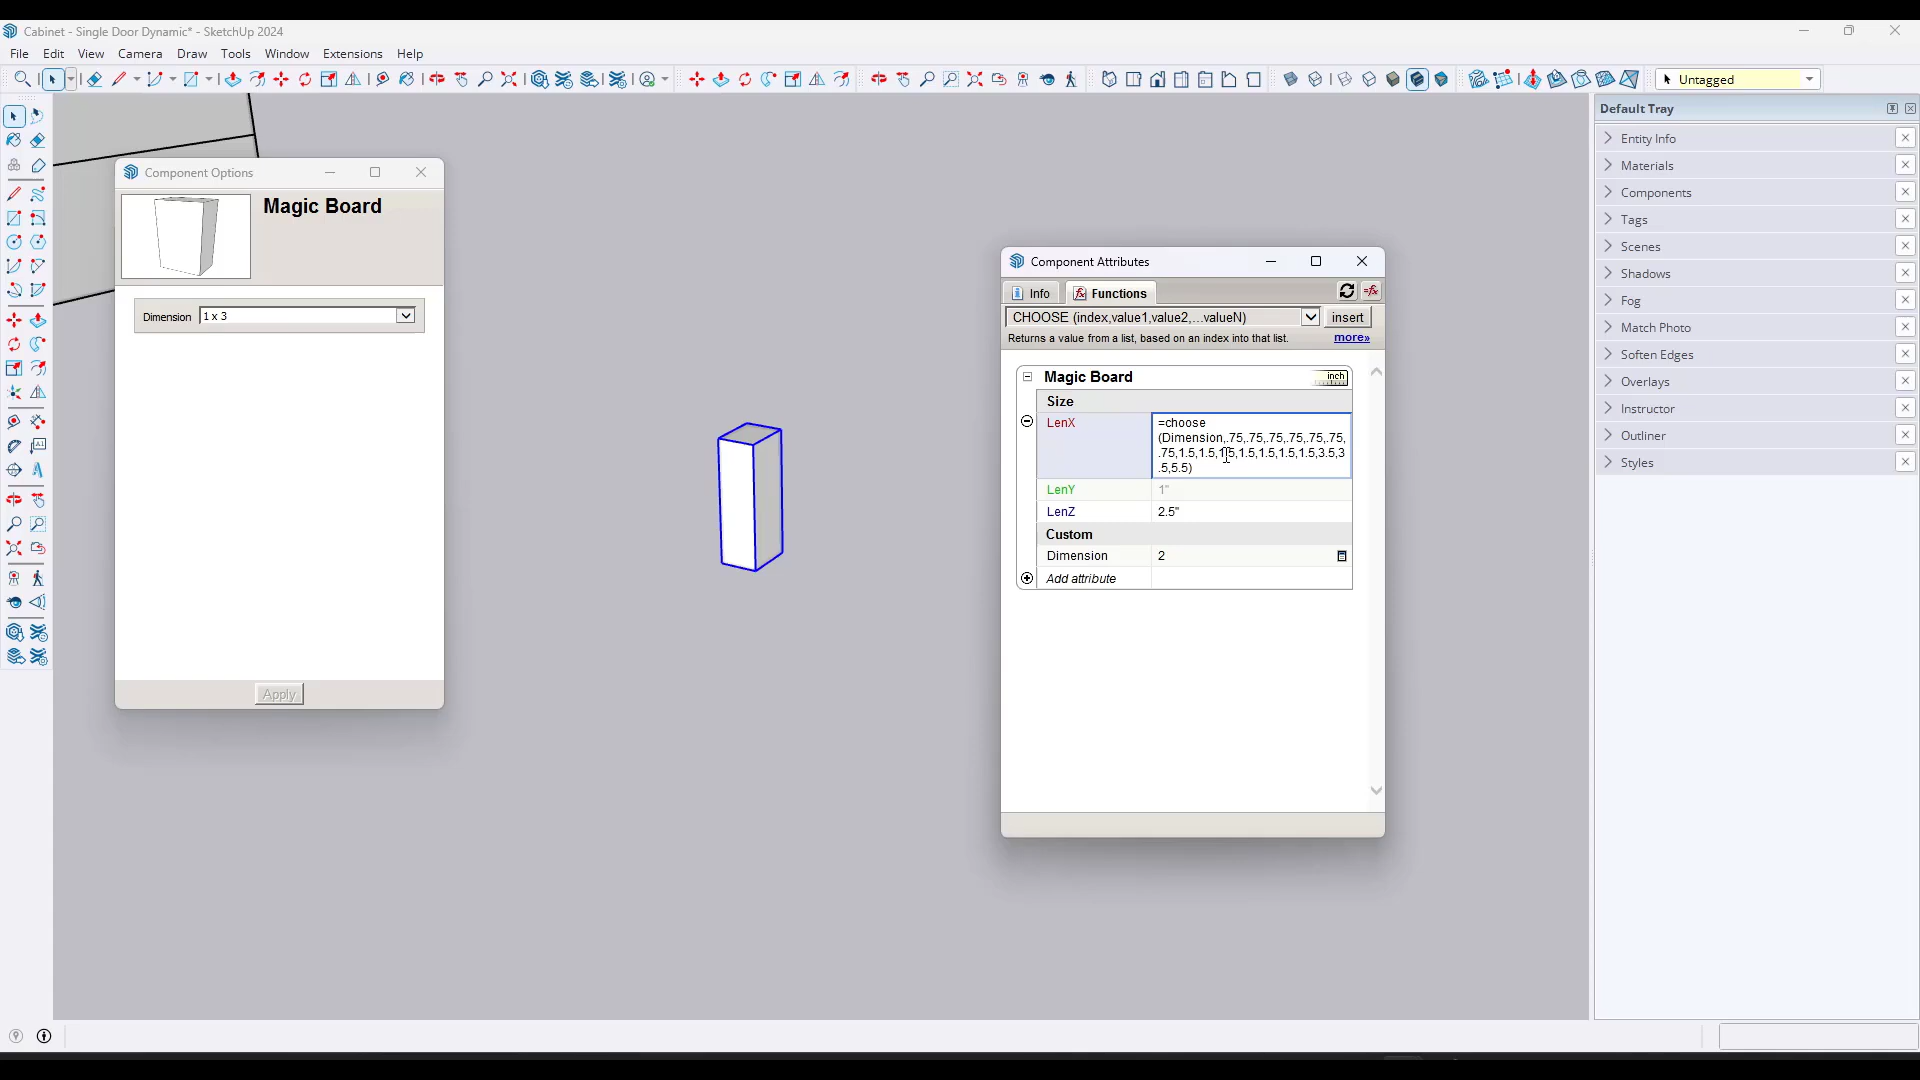 Cabinet - Single Door Dynamic* - SketchUp 2024
File Edit View Camera Draw Tools Window Extensions Help
Untagged
Default Tray
Entity Info
Materials
Components
Tags
Scenes
Shadows
Fog
Match Photo
Soften Edges
Overlays
Instructor
Outliner
Styles
Component Options
Magic Board
Dimension 1 x 3
Apply
Component Attributes
Info Functions
CHOOSE (index,value1,value2,...valueN) insert
Returns a value from a list, based on an index into that list. more»
Magic Board inch
Size
LenX =choose
(Dimension,.75,.75,.75,.75,.75,.75,
.75,1.5,1.5,1.5,1.5,1.5,1.5,1.5,3.5,3
.5,5.5)
LenY 1"
LenZ 2.5"
Custom
Dimension 2
Add attribute